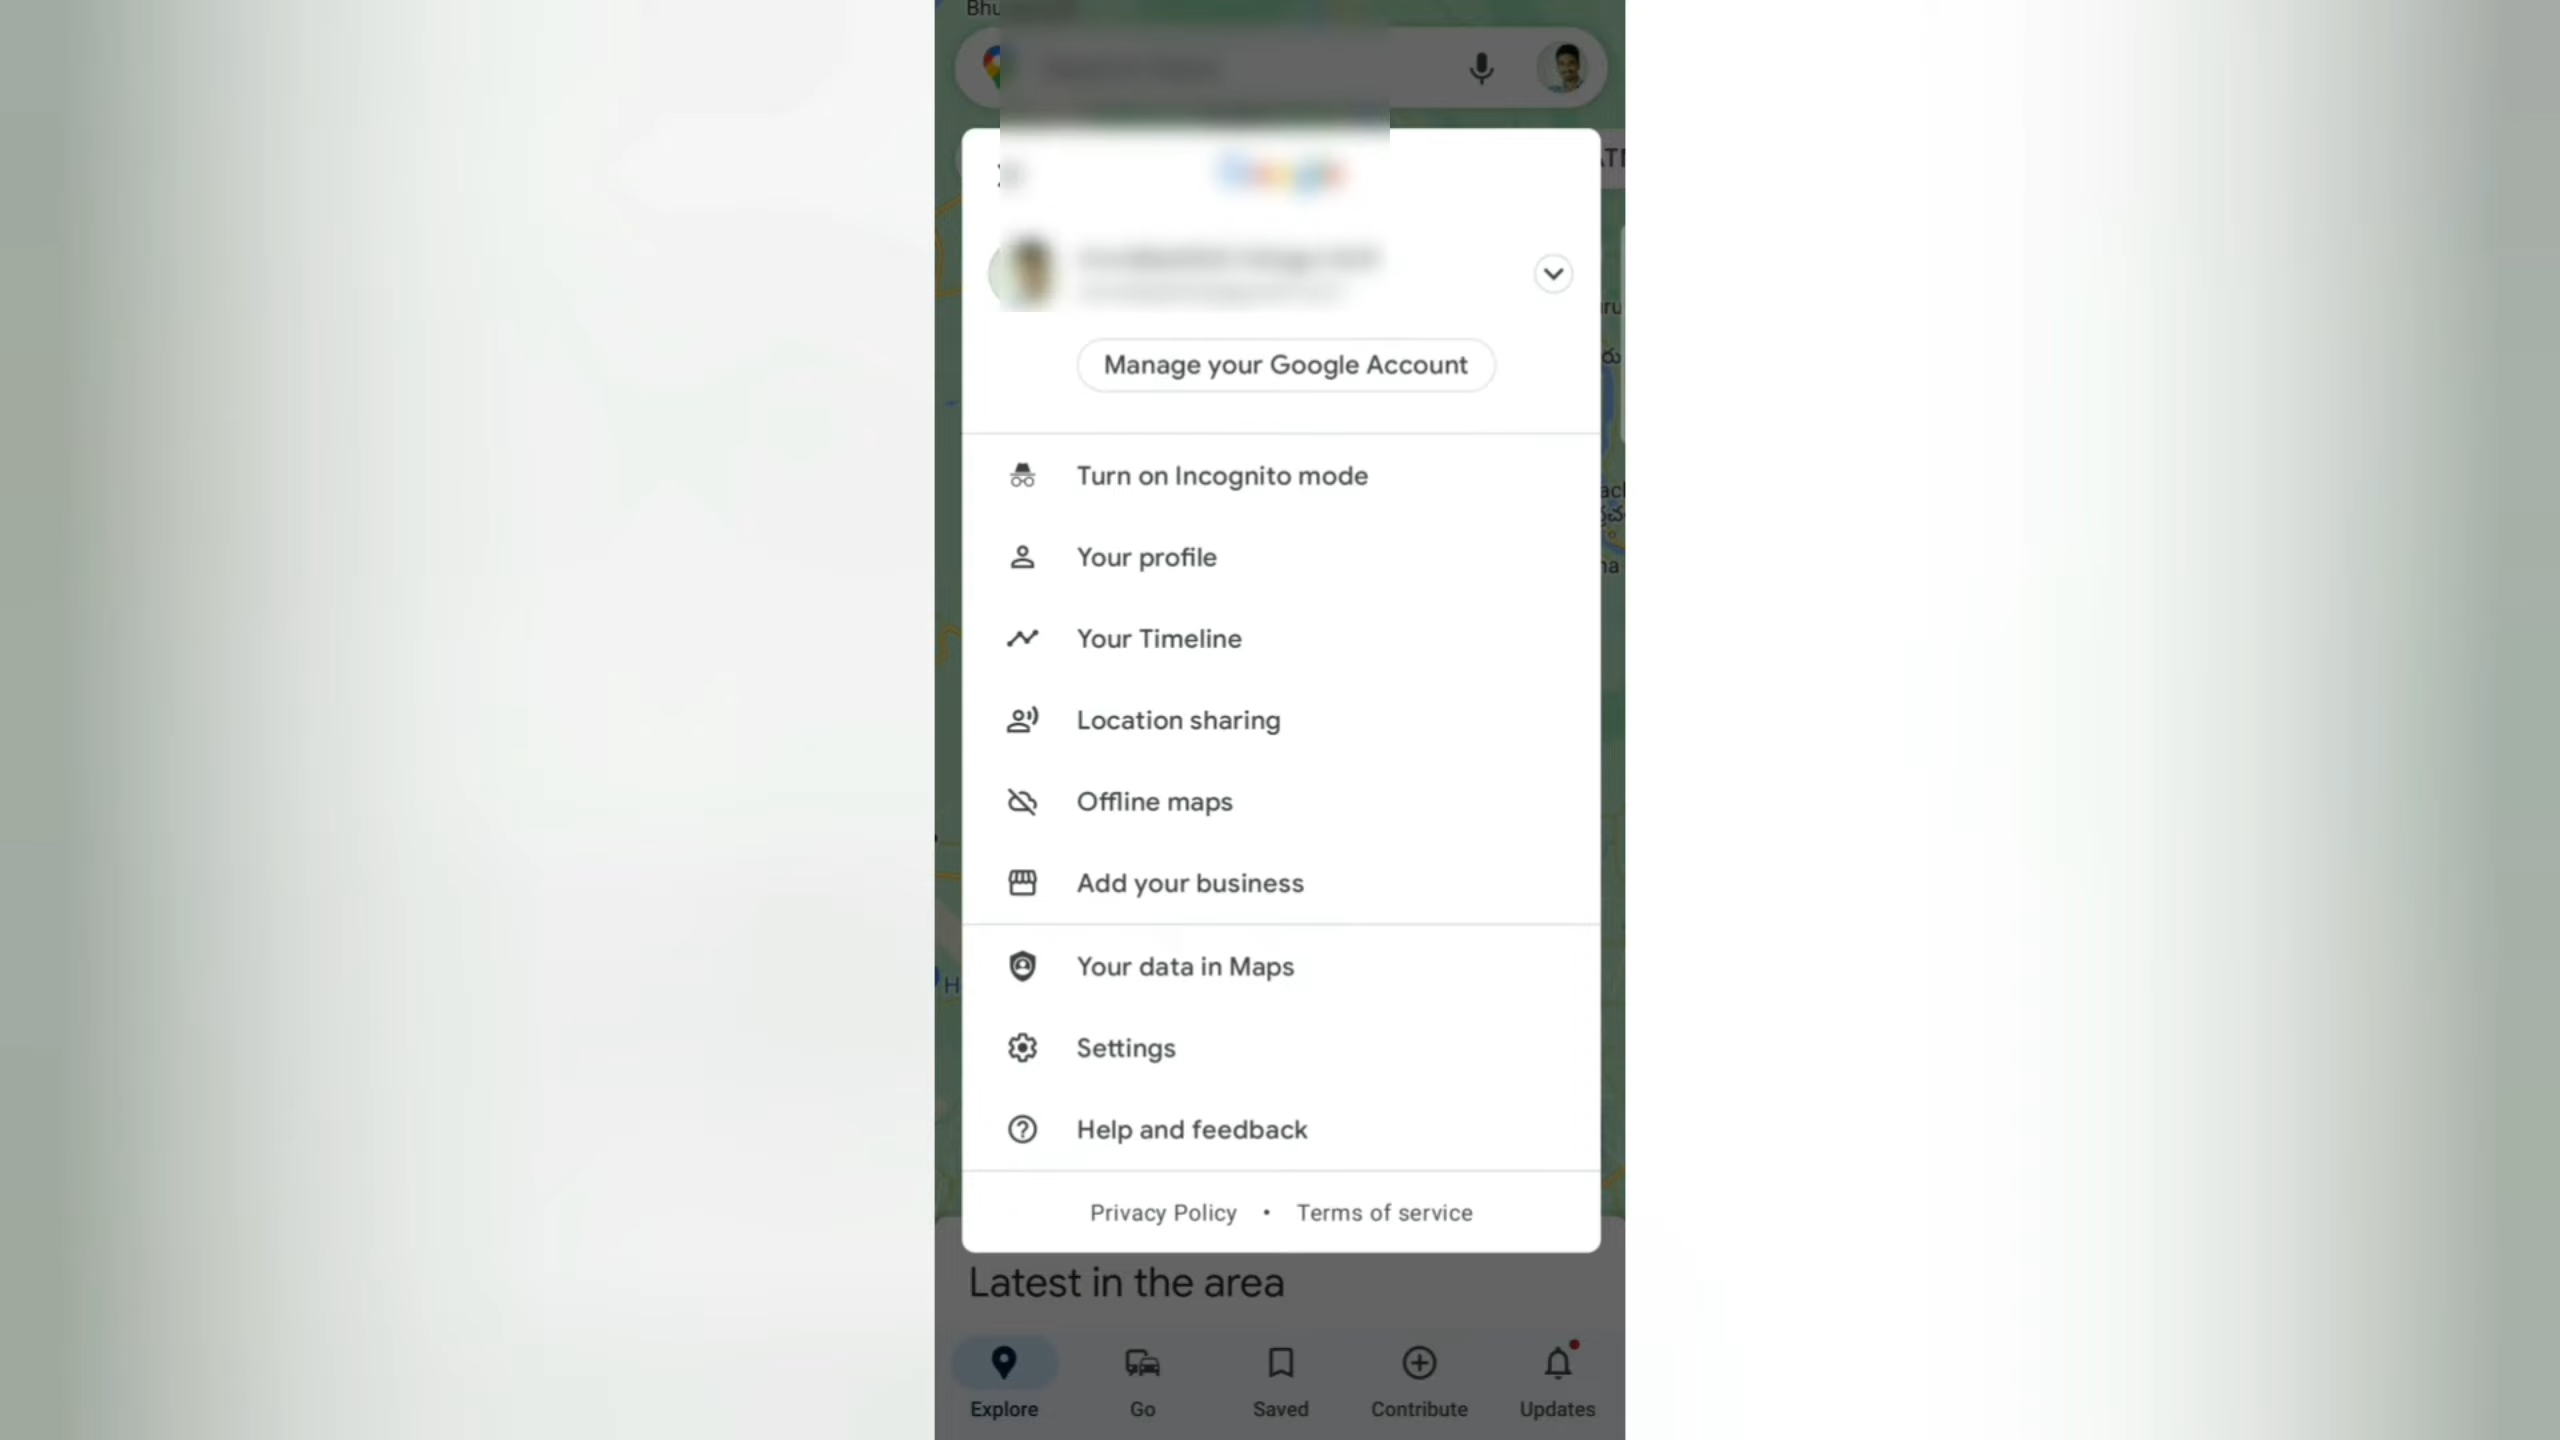 Manage your Google Account
Turn on Incognito mode
Your profile
Your Timeline
Location sharing
Offline maps
Add your business
Your data in Maps
Settings
Help and feedback
Privacy Policy • Terms of service
Latest in the area
Explore Go Saved Contribute Updates